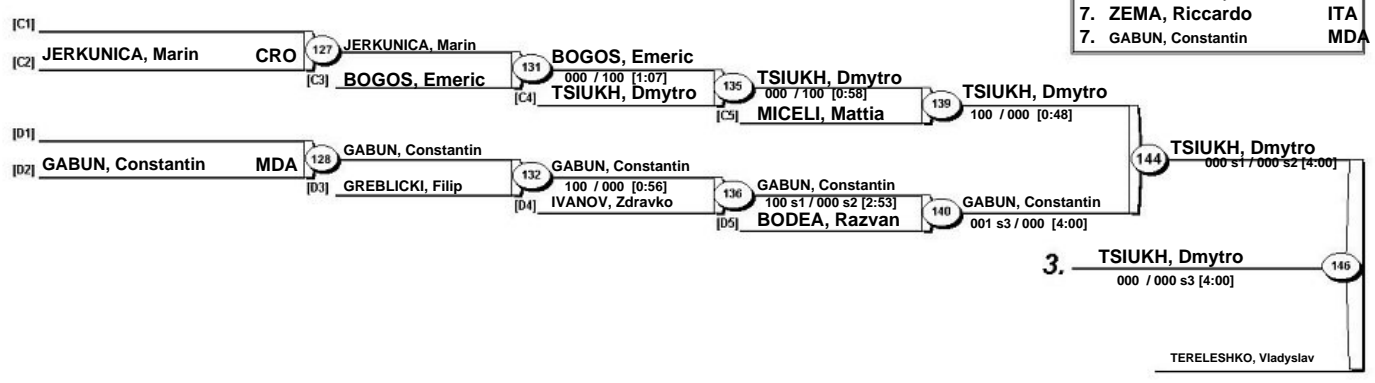 7. ZEMA, Riccardo ITA
7. GABUN, Constantin MDA
[C1]
[C2] JERKUNICA, Marin CRO
127
JERKUNICA, Marin
[C3] BOGOS, Emeric
131
BOGOS, Emeric
000 / 100 [1:07]
[C4] TSIUKH, Dmytro
135
TSIUKH, Dmytro
000 / 100 [0:58]
[C5] MICELI, Mattia
139
TSIUKH, Dmytro
100 / 000 [0:48]
[D1]
[D2] GABUN, Constantin MDA
128
GABUN, Constantin
[D3] GREBLICKI, Filip
132
GABUN, Constantin
100 / 000 [0:56]
[D4] IVANOV, Zdravko
136
GABUN, Constantin
100 s1 / 000 s2 [2:53]
[D5] BODEA, Razvan
140
GABUN, Constantin
001 s3 / 000 [4:00]
144
TSIUKH, Dmytro
000 s1 / 000 s2 [4:00]
3. TSIUKH, Dmytro
000 / 000 s3 [4:00]
146
TERELESHKO, Vladyslav